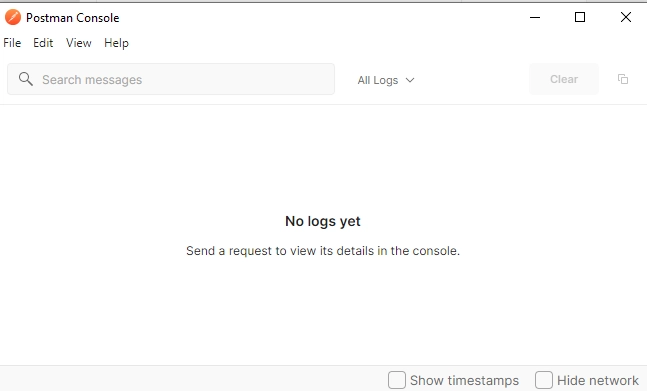 Postman Console
File Edit View Help
Search messages All Logs Clear
No logs yet
Send a request to view its details in the console.
Show timestamps Hide network